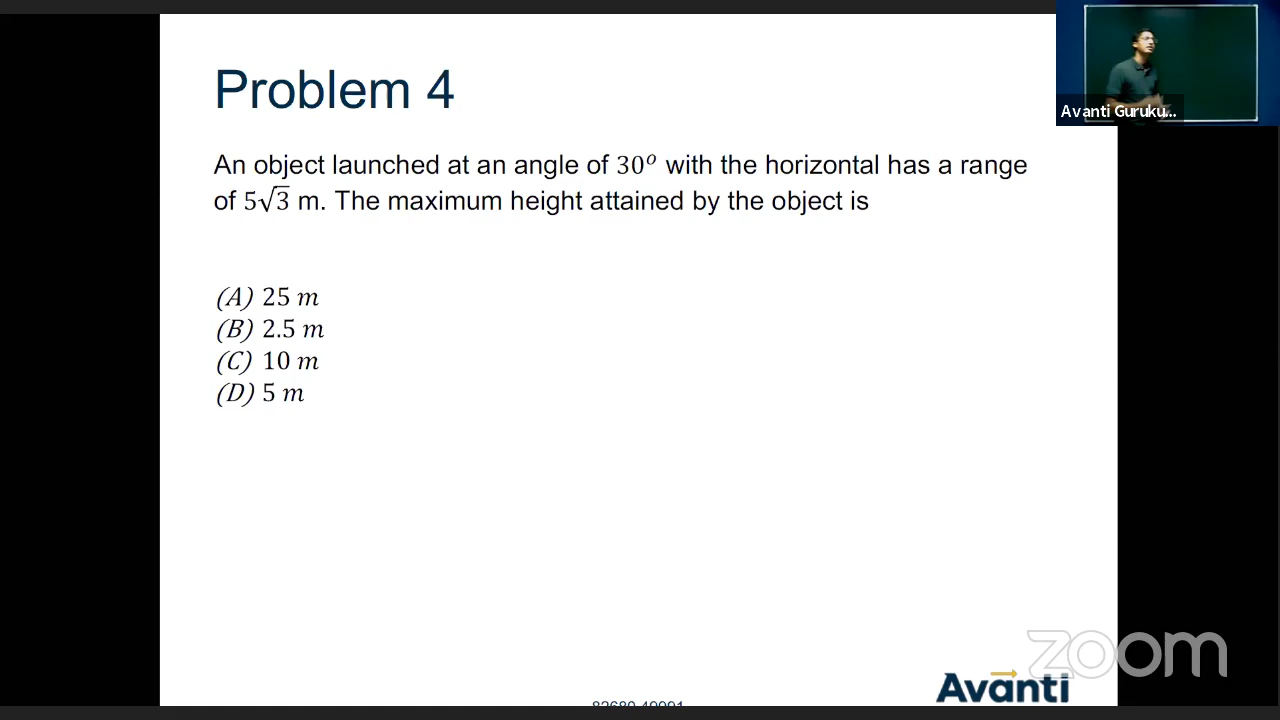 Problem 4
An object launched at an angle of 30° with the horizontal has a range
of 5√3 m. The maximum height attained by the object is
(A) 25 m
(B) 2.5 m
(C) 10 m
(D) 5 m
Avanti Guruku...
zoom
Avanti